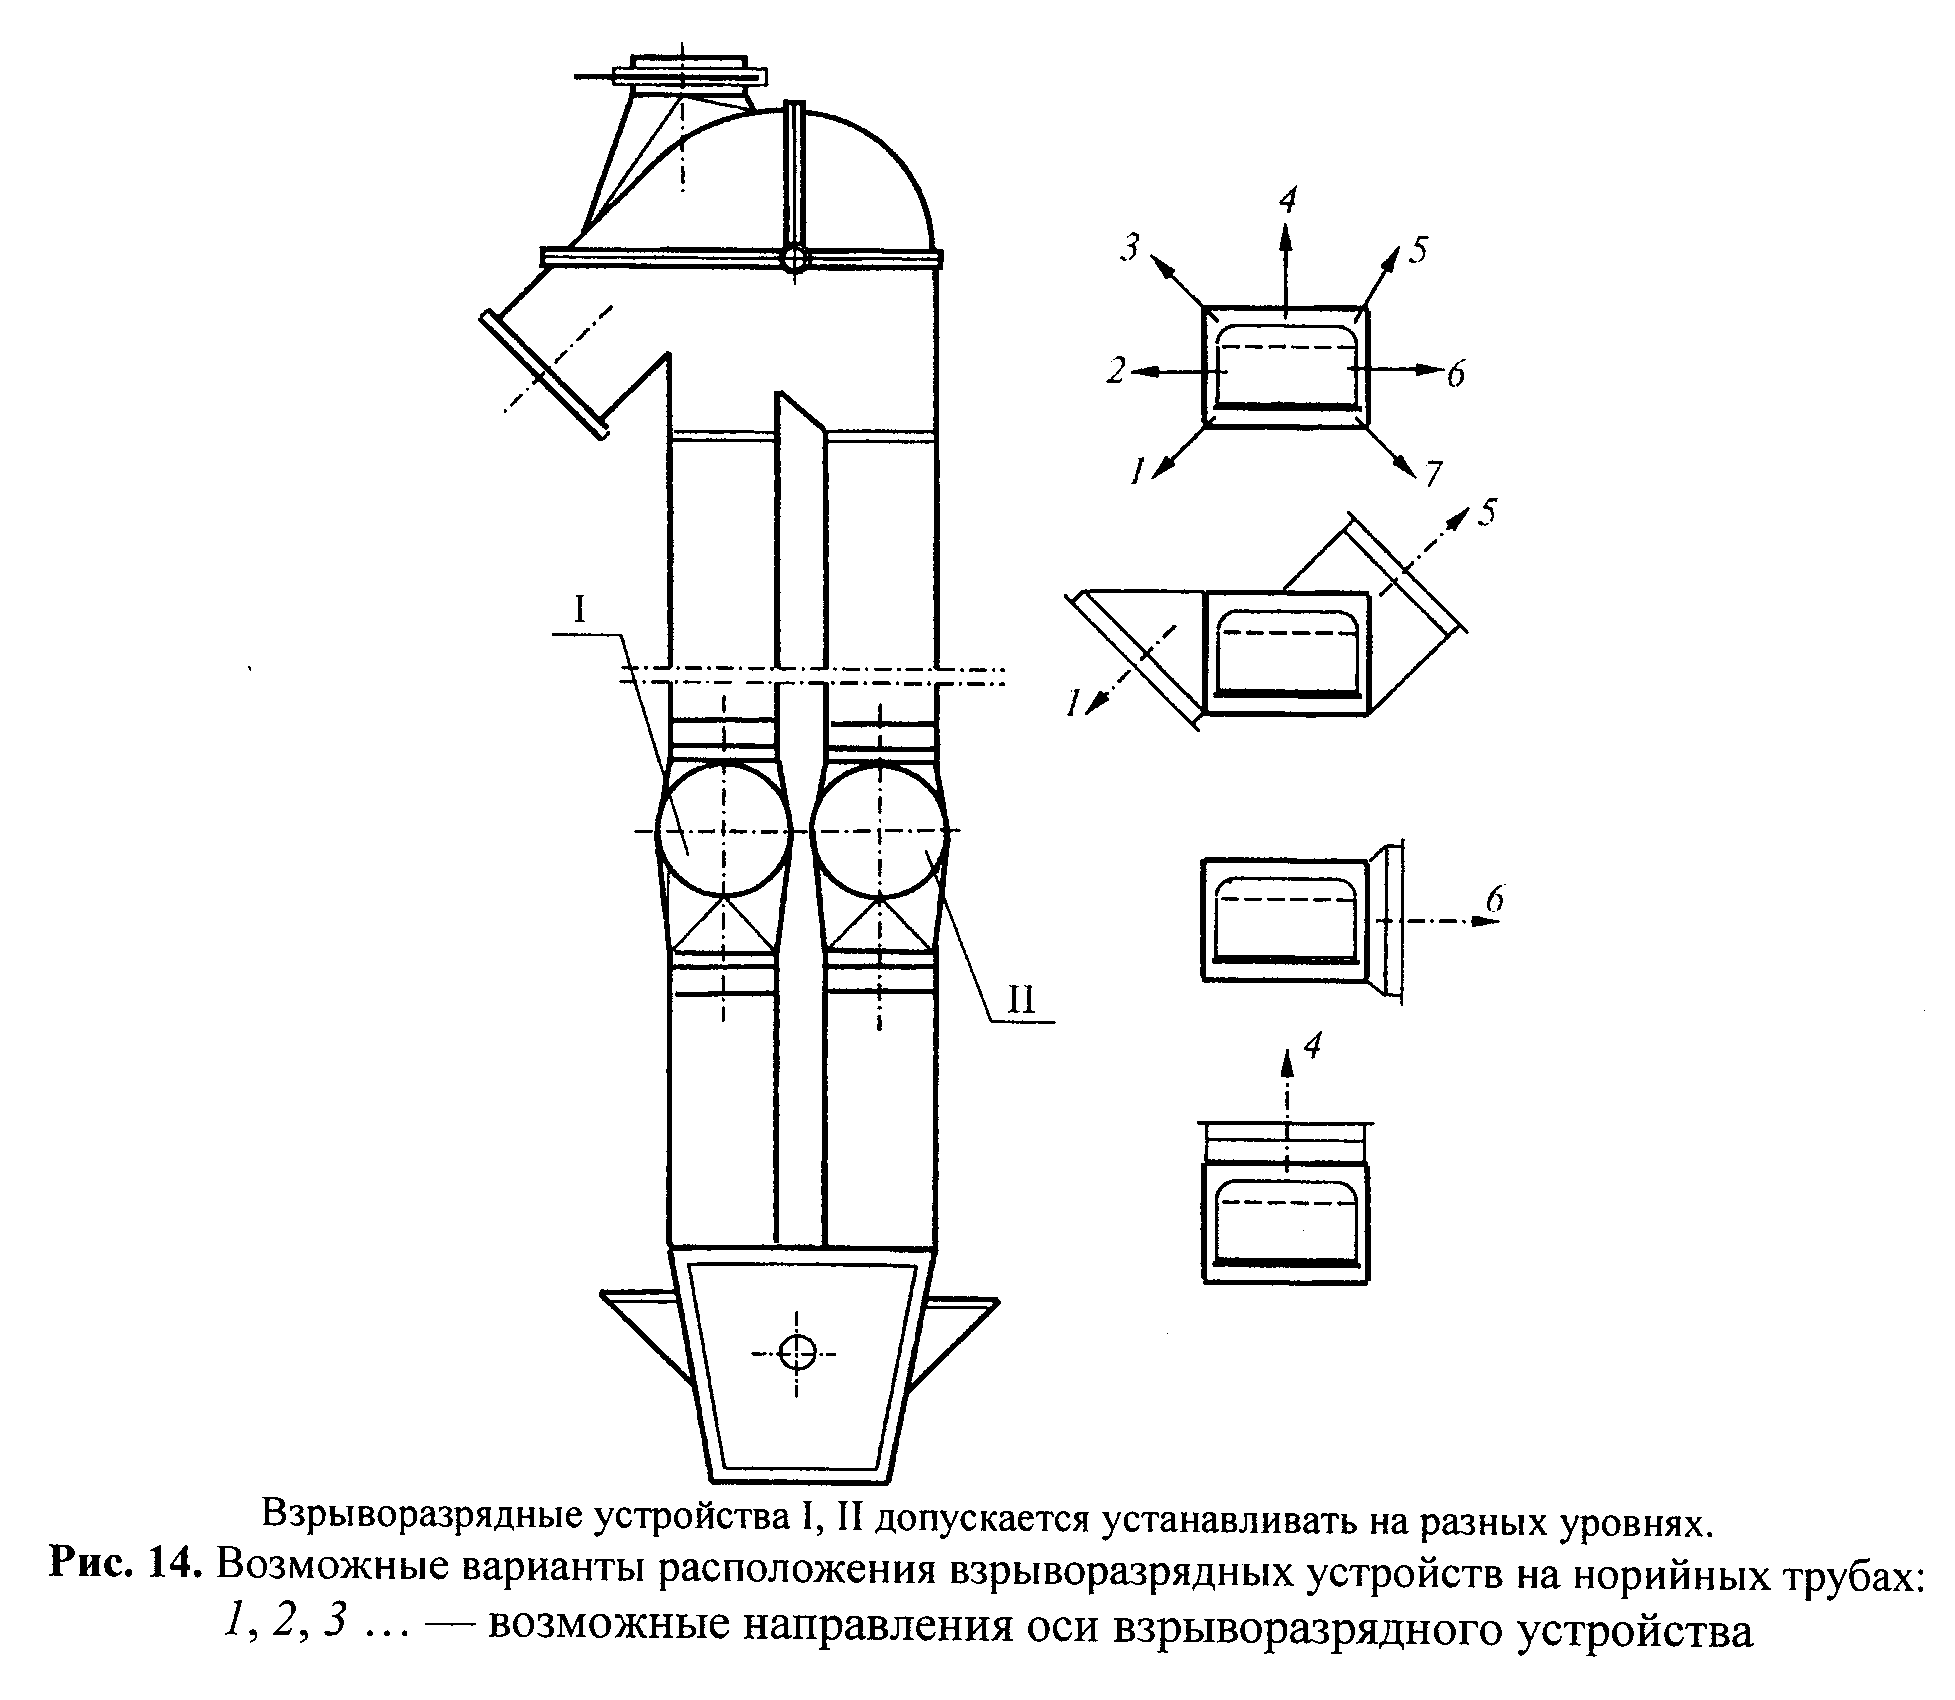 4
3
5
2
6
1
7
5
I
1
6
II
4
Взрыворазрядные устройства I, II допускается устанавливать на разных уровнях.
Рис. 14. Возможные варианты расположения взрыворазрядных устройств на норийных трубах:
1, 2, 3 ... — возможные направления оси взрыворазрядного устройства